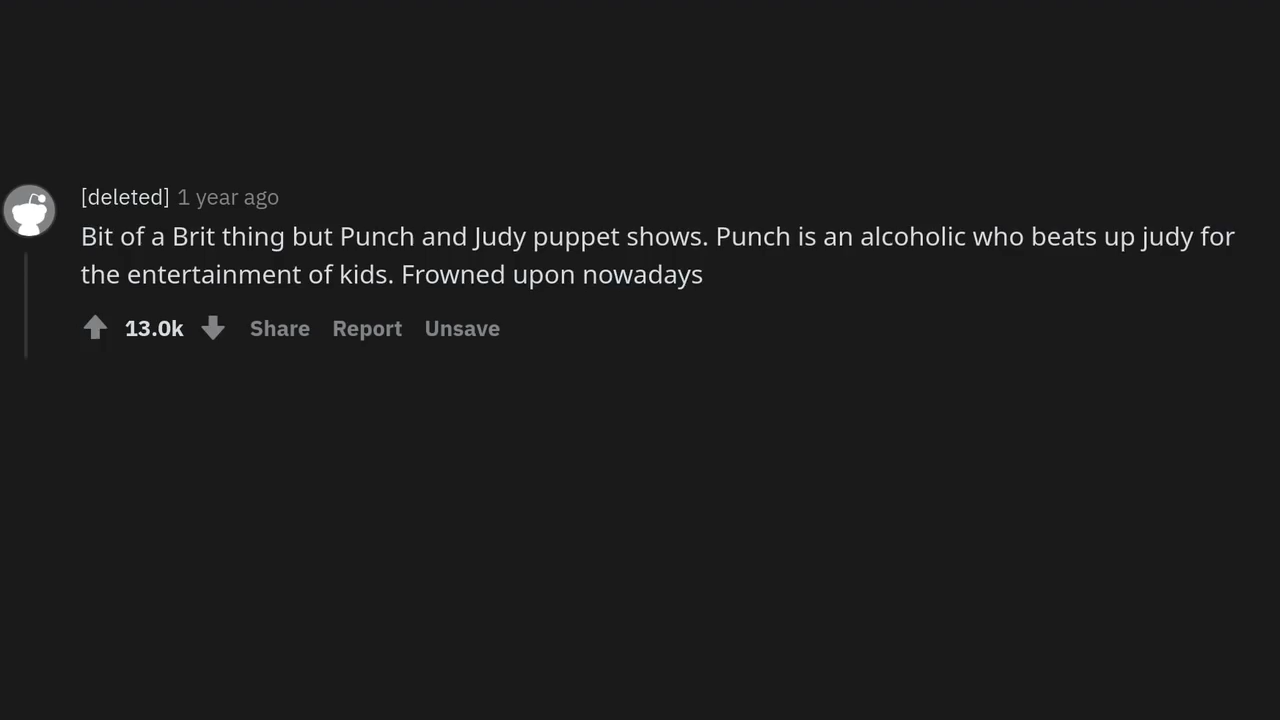 [deleted] 1 year ago
Bit of a Brit thing but Punch and Judy puppet shows. Punch is an alcoholic who beats up judy for
the entertainment of kids. Frowned upon nowadays
13.0k Share Report Unsave